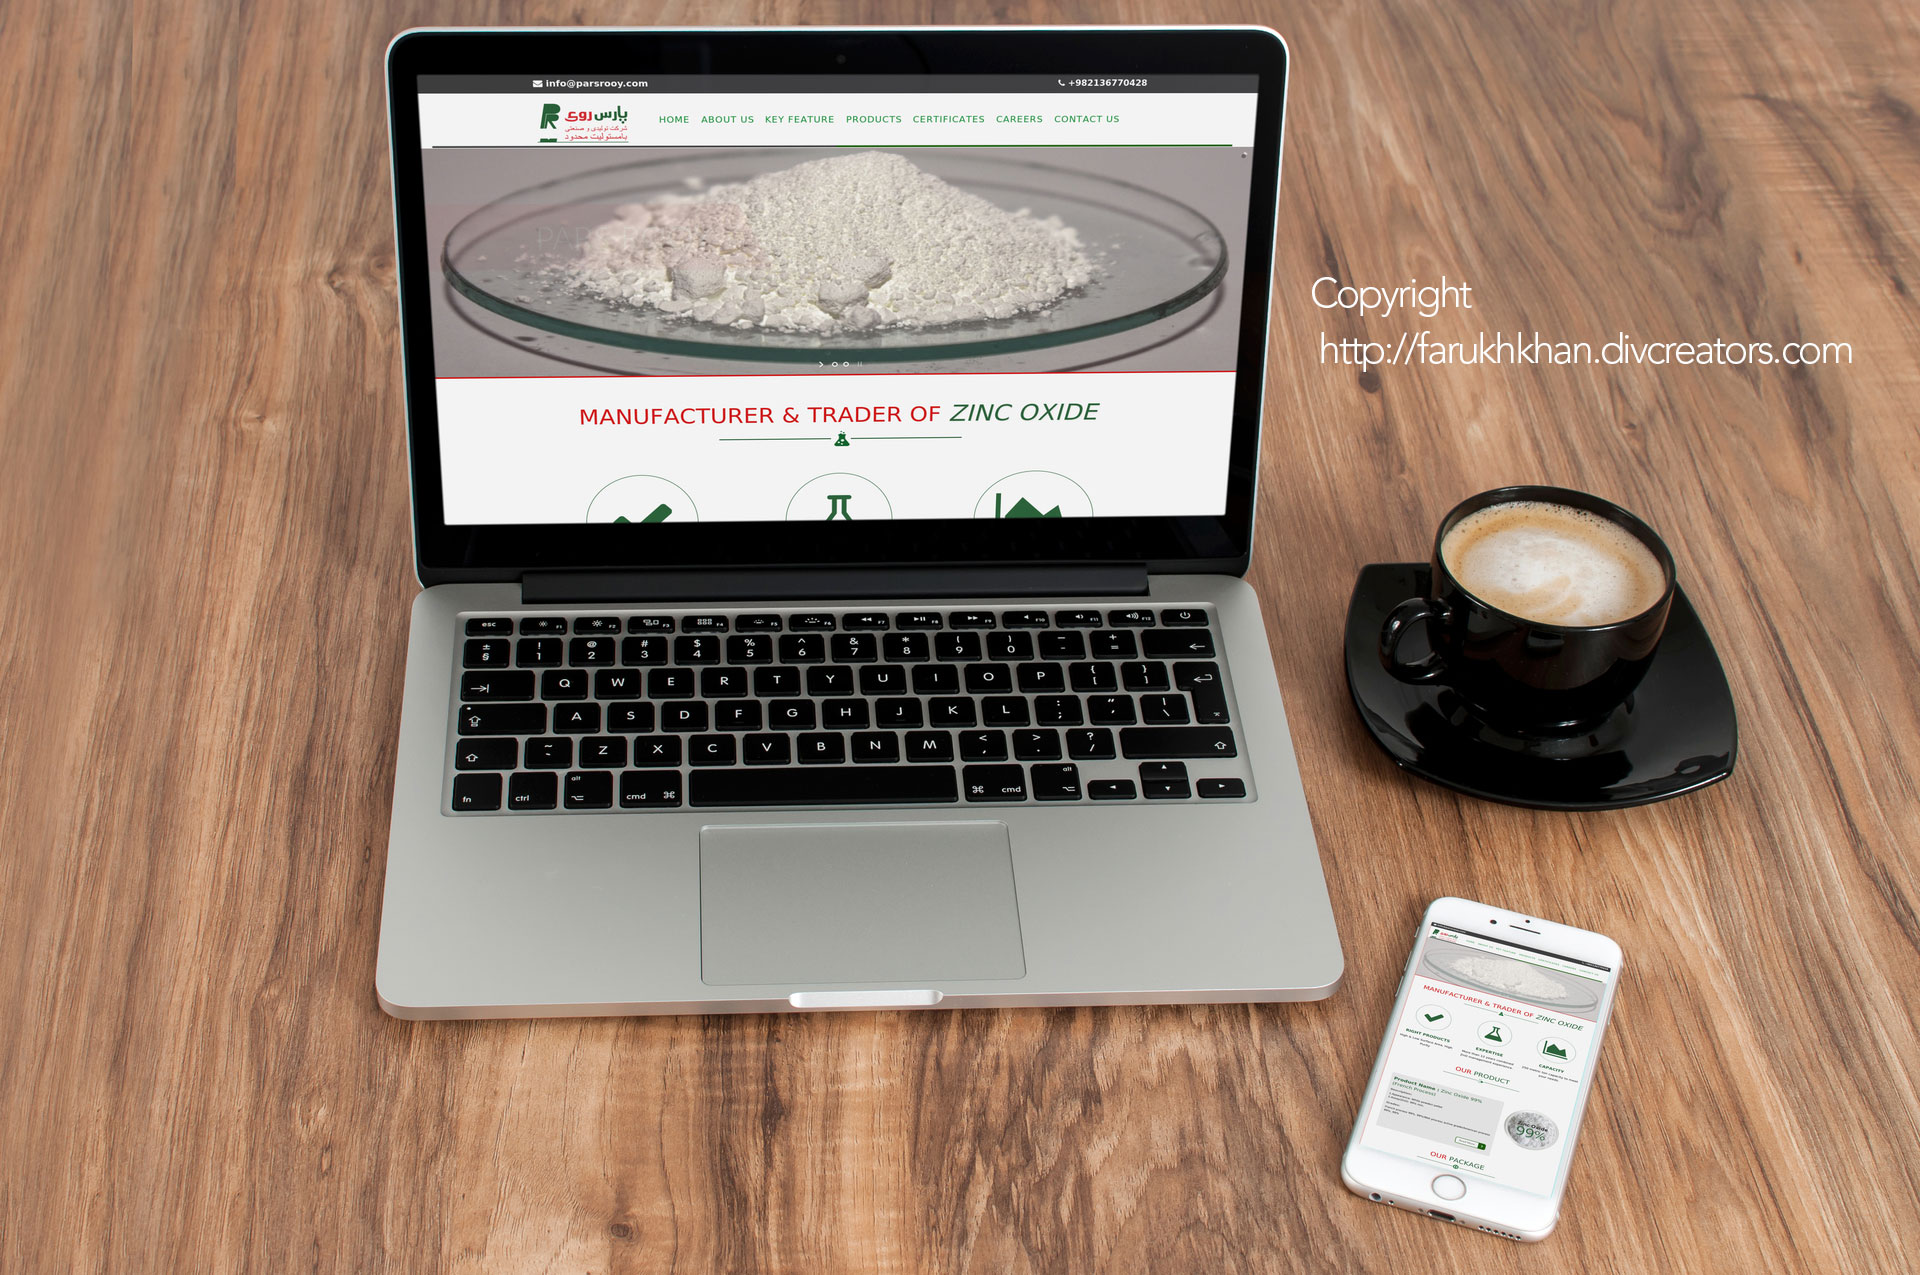 info@parsrooy.com
+982136770428
پارس روی
شرکت تولیدی و صنعتی
بامسئولیت محدود
HOME ABOUT US KEY FEATURE PRODUCTS CERTIFICATES CAREERS CONTACT US
MANUFACTURER & TRADER OF ZINC OXIDE
Copyright
http://farukhkhan.divcreators.com
esc F1 F2 F3 F4 F5 F6 F7 F8 F9 F10 F11 F12
± ! @ # $ % ^ & * ( ) _ +
§ 1 2 3 4 5 6 7 8 9 0 - =
Q W E R T Y U I O P { }
[ ]
A S D F G H J K L : " |
; ' \
~ Z X C V B N M < > ?
` , . /
alt alt
fn ctrl cmd ⌘ ⌘ cmd
MANUFACTURER & TRADER OF ZINC OXIDE
RIGHT PRODUCTS
EXPERTISE
CAPACITY
OUR PRODUCT
Product Name : Zinc Oxide 99%
(French Process)
Zinc Oxide
99%
OUR PACKAGE